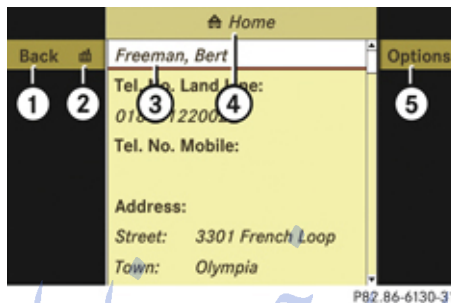 Home
Back Freeman, Bert Options
Tel. No. Land Line:
1 2 3 4 5
Tel. No. Mobile:
Address:
Street: 3301 French Loop
Town: Olympia
P82.86-6130-31